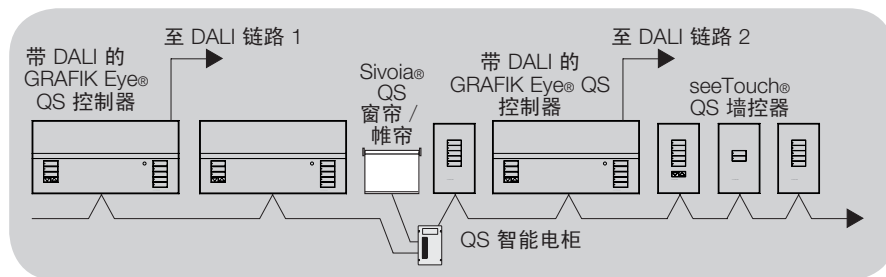 带 DALI 的
GRAFIK Eye® QS 控制器
至 DALI 链路 1
Sivoia®
QS
窗帘 /
帷帘
带 DALI 的
GRAFIK Eye® QS
控制器
至 DALI 链路 2
seeTouch®
QS 墙控器
QS 智能电柜